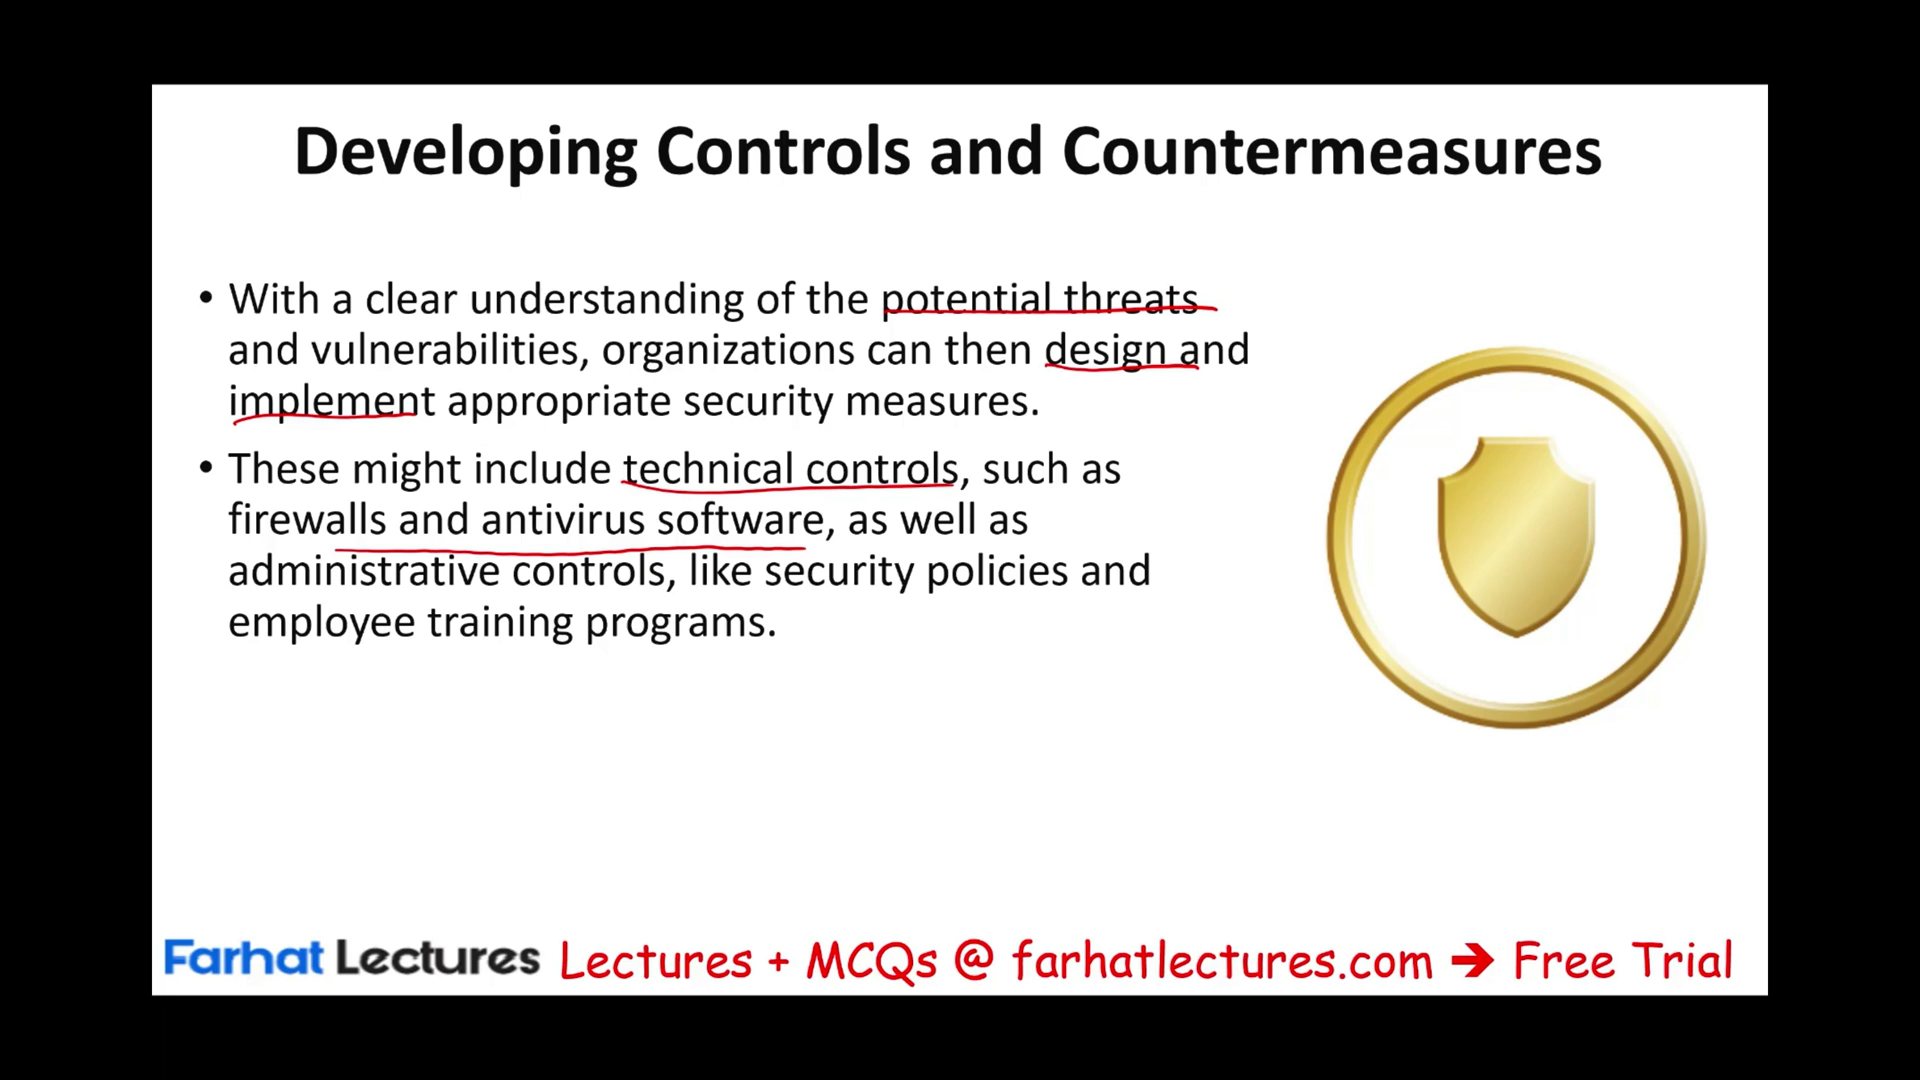 Developing Controls and Countermeasures
• With a clear understanding of the potential threats
and vulnerabilities, organizations can then design and
implement appropriate security measures.
• These might include technical controls, such as
firewalls and antivirus software, as well as
administrative controls, like security policies and
employee training programs.
Farhat Lectures Lectures + MCQs @ farhatlectures.com ➔ Free Trial